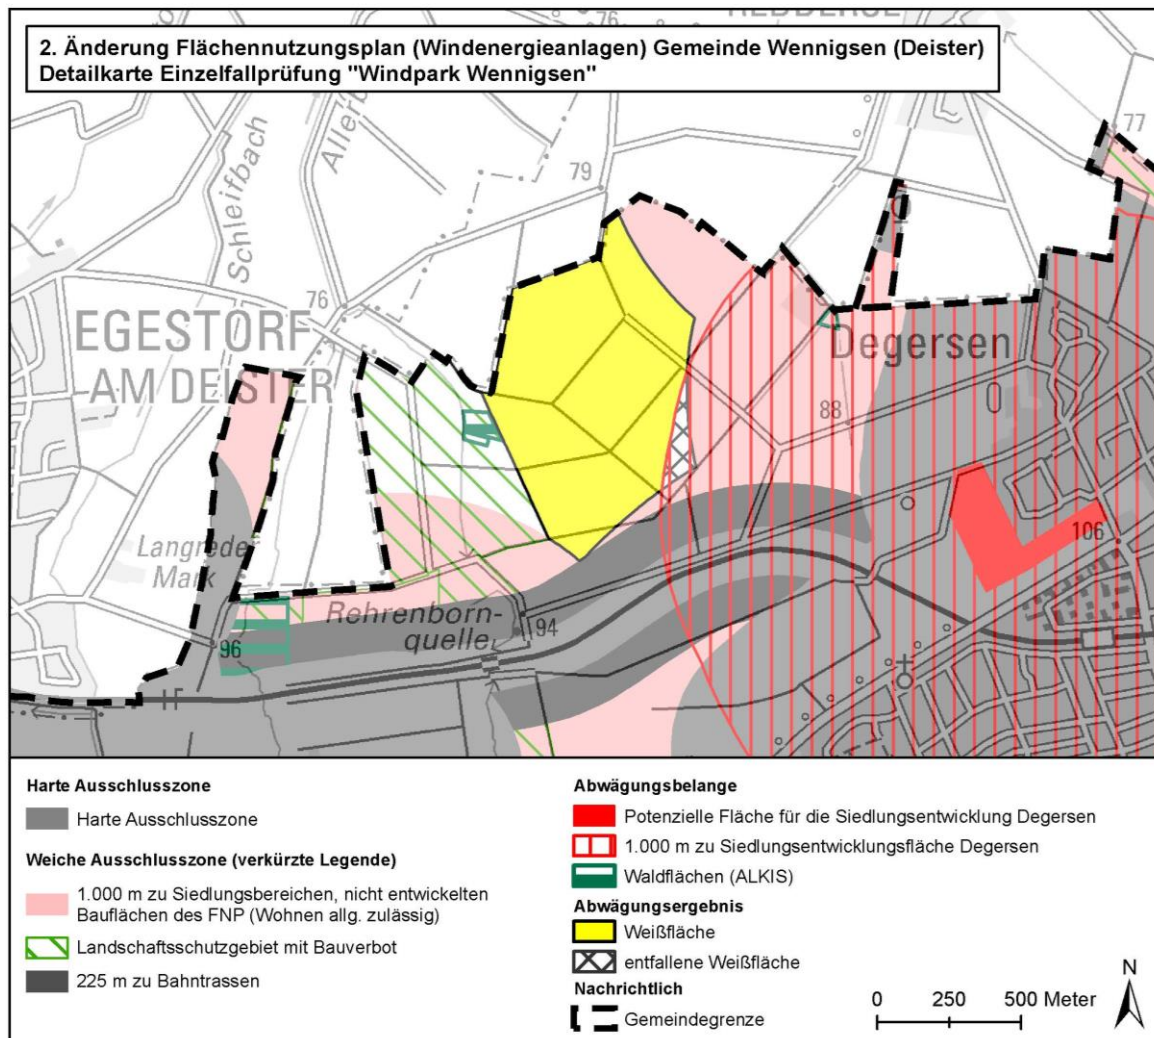 2. Änderung Flächennutzungsplan (Windenergieanlagen) Gemeinde Wennigsen (Deister)
Detailkarte Einzelfallprüfung "Windpark Wennigsen"
76
77
Schleifbach
79
76
EGESTORF
AM DEISTER
Degersen
88
106
Langreder
Mark
Rehrenborn-
quelle
94
96
Harte Ausschlusszone
Harte Ausschlusszone
Weiche Ausschlusszone (verkürzte Legende)
1.000 m zu Siedlungsbereichen, nicht entwickelten
Bauflächen des FNP (Wohnen allg. zulässig)
Landschaftsschutzgebiet mit Bauverbot
225 m zu Bahntrassen
Abwägungsbelange
Potenzielle Fläche für die Siedlungsentwicklung Degersen
1.000 m zu Siedlungsentwicklungsfläche Degersen
Waldflächen (ALKIS)
Abwägungsergebnis
Weißfläche
entfallene Weißfläche
Nachrichtlich
Gemeindegrenze
0 250 500 Meter
N